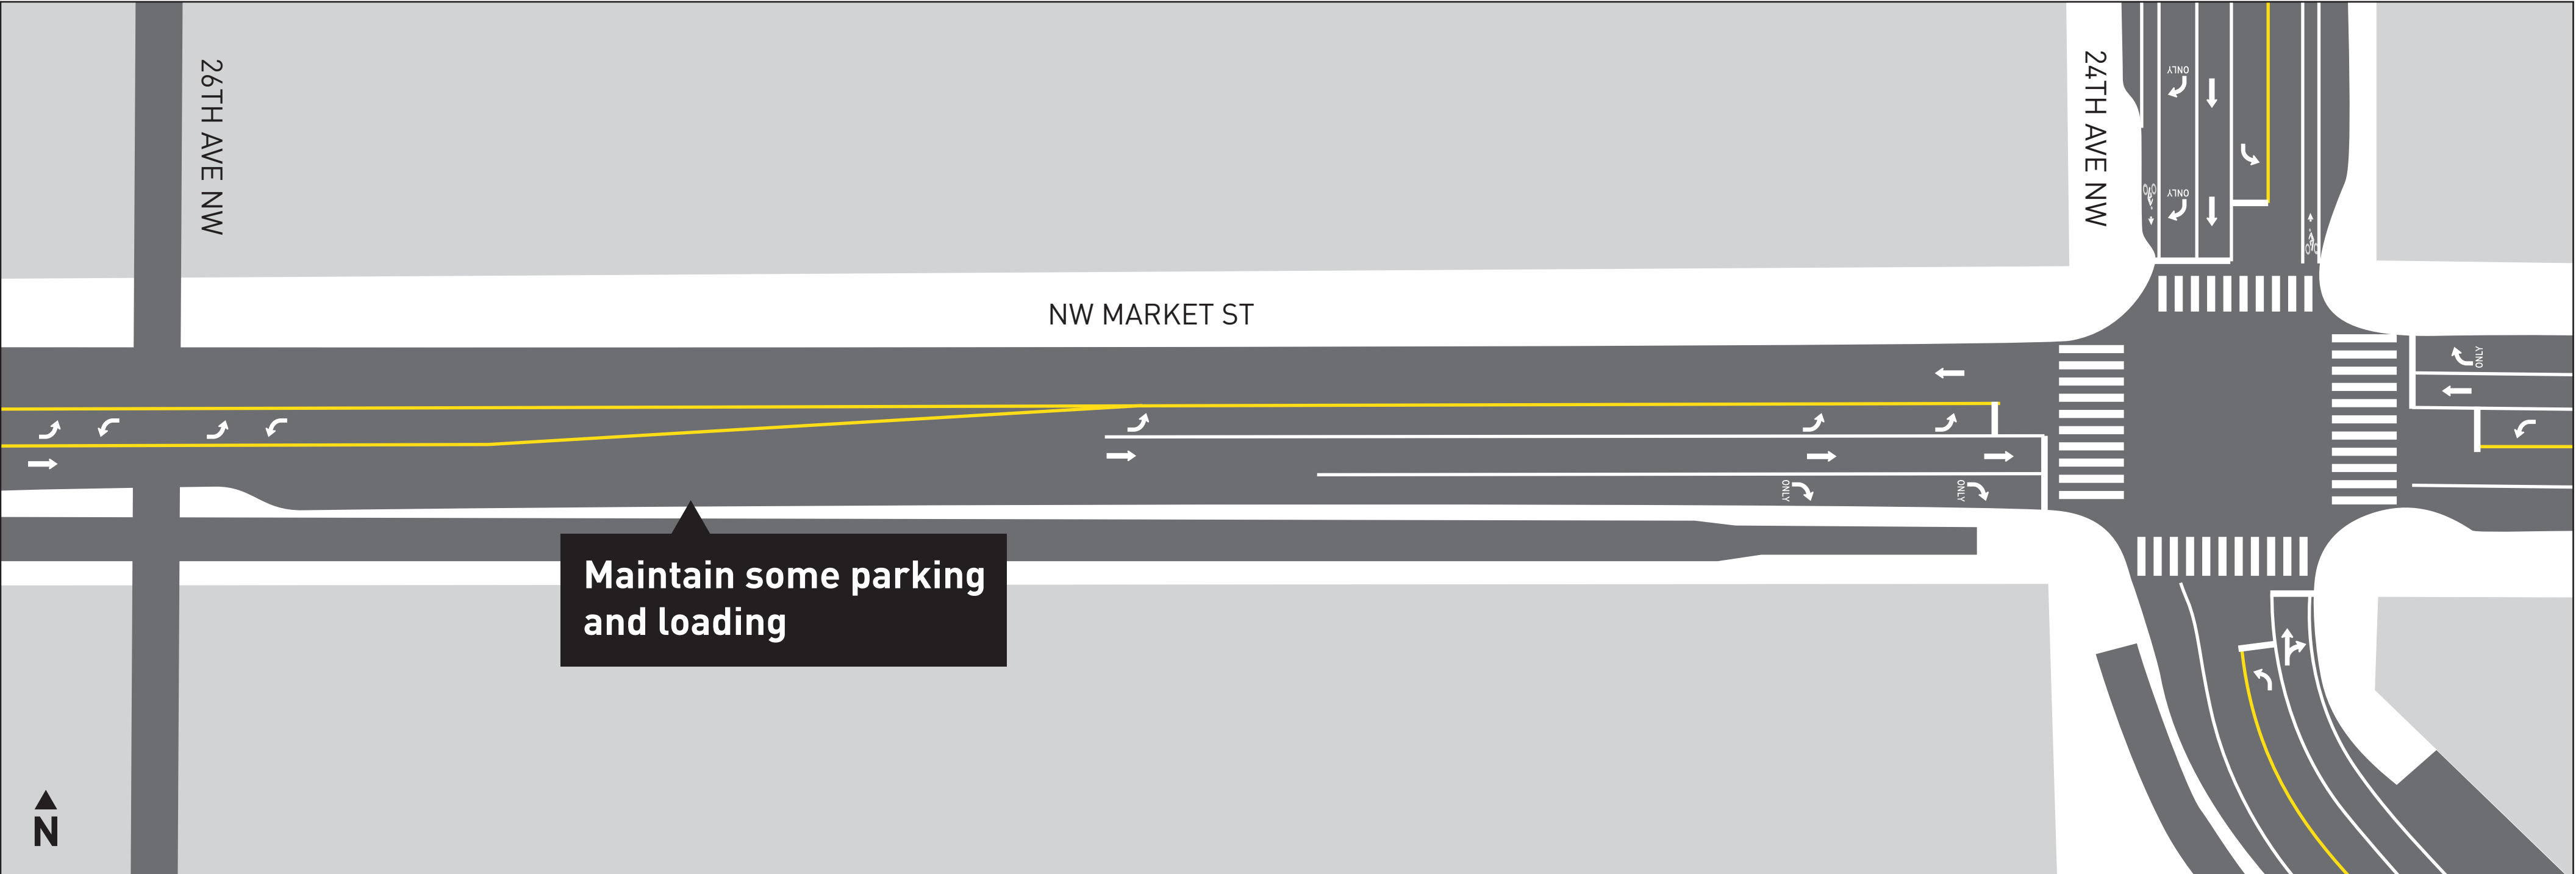 26TH AVE NW
24TH AVE NW
ONLY
ONLY
NW MARKET ST
ONLY
ONLY
ONLY
Maintain some parking
and loading
N